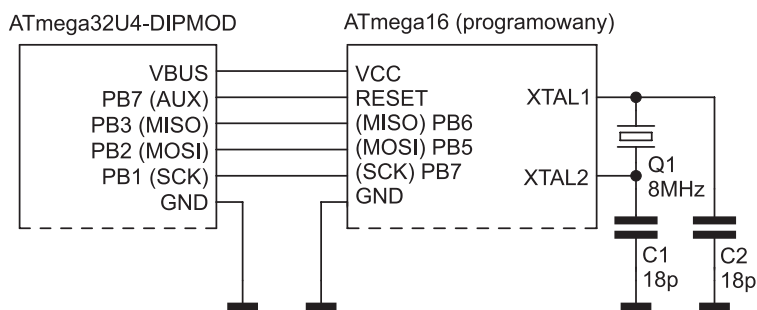 ATmega32U4-DIPMOD
VBUS
PB7 (AUX)
PB3 (MISO)
PB2 (MOSI)
PB1 (SCK)
GND
ATmega16 (programowany)
VCC
RESET
(MISO) PB6
(MOSI) PB5
(SCK) PB7
GND
XTAL1
XTAL2
Q1
8MHz
C1
18p
C2
18p